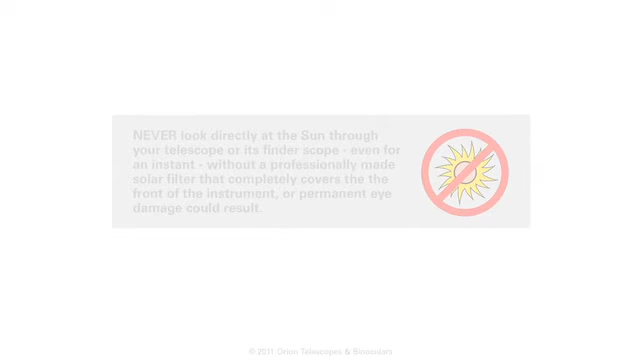 NEVER look directly at the Sun through
your telescope or its finder scope - even for
an instant - without a professionally made
solar filter that completely covers the the
front of the instrument, or permanent eye
damage could result.
© 2011 Orion Telescopes & Binoculars